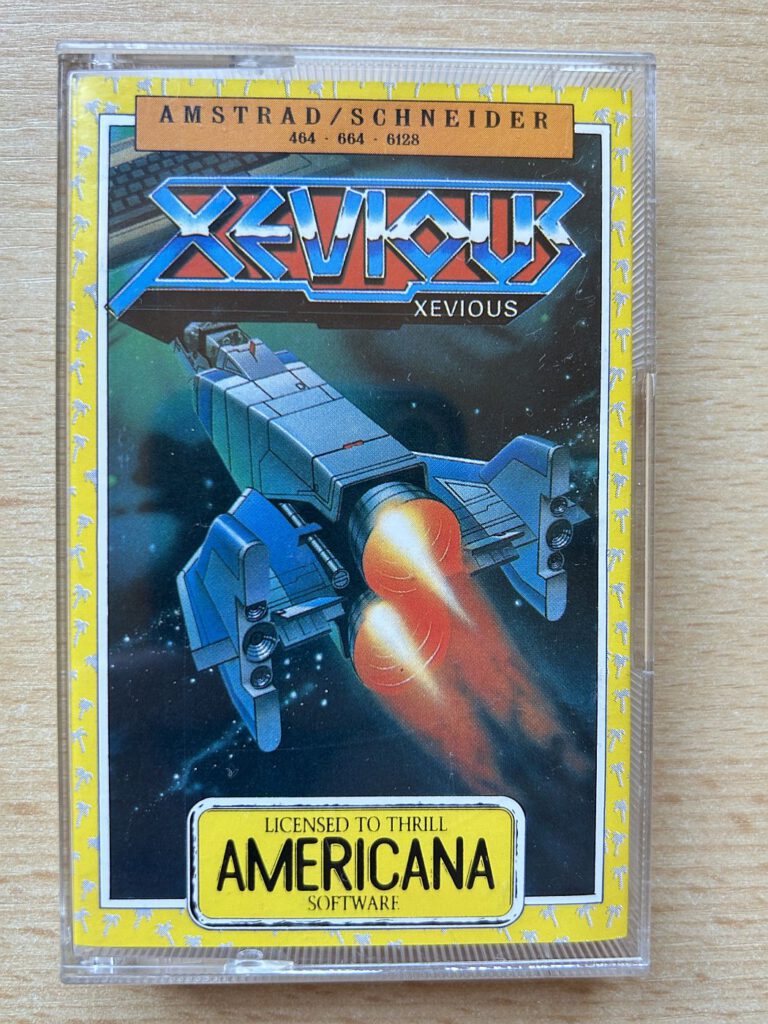 AMSTRAD/SCHNEIDER
464 - 664 - 6128
XEVIOUS
XEVIOUS
LICENSED TO THRILL
AMERICANA
SOFTWARE